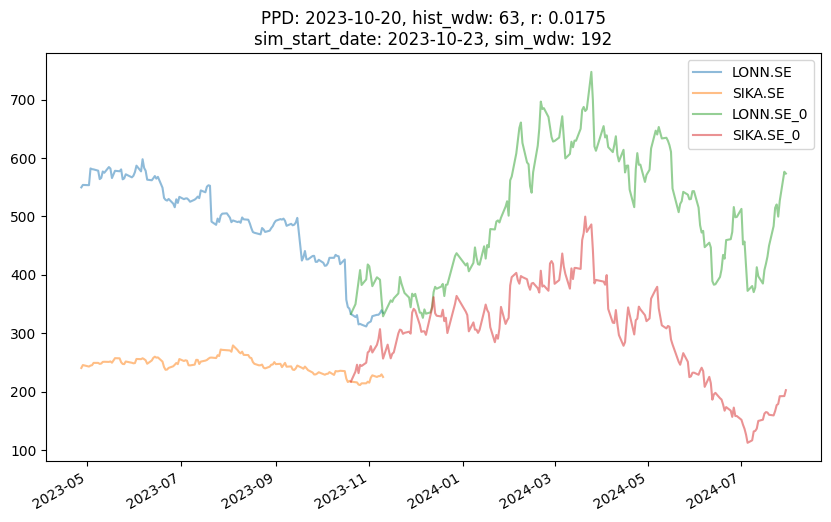 PPD: 2023-10-20, hist_wdw: 63, r: 0.0175
sim_start_date: 2023-10-23, sim_wdw: 192
LONN.SE
SIKA.SE
LONN.SE_0
SIKA.SE_0
700
600
500
400
300
200
100
2023-05
2023-07
2023-09
2023-11
2024-01
2024-03
2024-05
2024-07